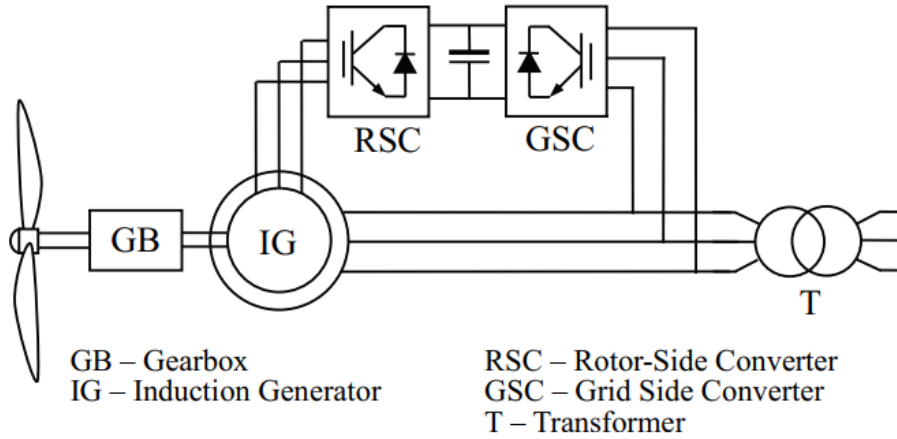 RSC
GSC
GB
IG
T
GB – Gearbox
IG – Induction Generator
RSC – Rotor-Side Converter
GSC – Grid Side Converter
T – Transformer